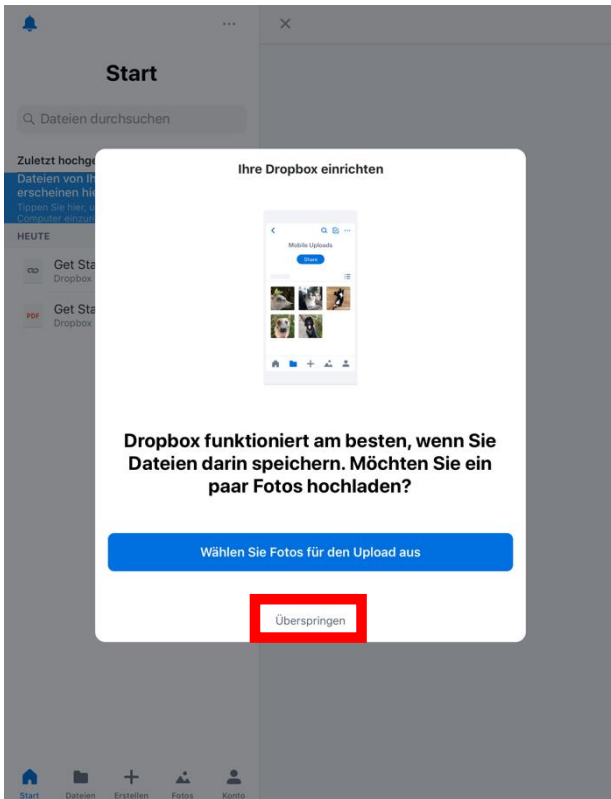 Start
Dateien durchsuchen
Zuletzt hochge
Dateien von Ih
erscheinen hie
Tippen Sie hier, u
Computer einzuri
HEUTE
Get Sta
Dropbox
PDF
Get Sta
Dropbox
Ihre Dropbox einrichten
Mobile Uploads
Share
Dropbox funktioniert am besten, wenn Sie
Dateien darin speichern. Möchten Sie ein
paar Fotos hochladen?
Wählen Sie Fotos für den Upload aus
Überspringen
Start Dateien Erstellen Fotos Konto